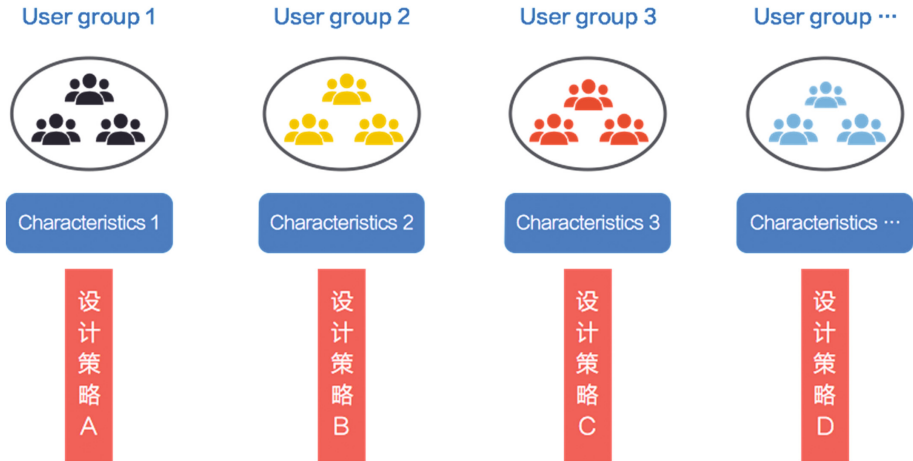 User group 1
User group 2
User group 3
User group ···
Characteristics 1
Characteristics 2
Characteristics 3
Characteristics ···
设计策略A
设计策略B
设计策略C
设计策略D